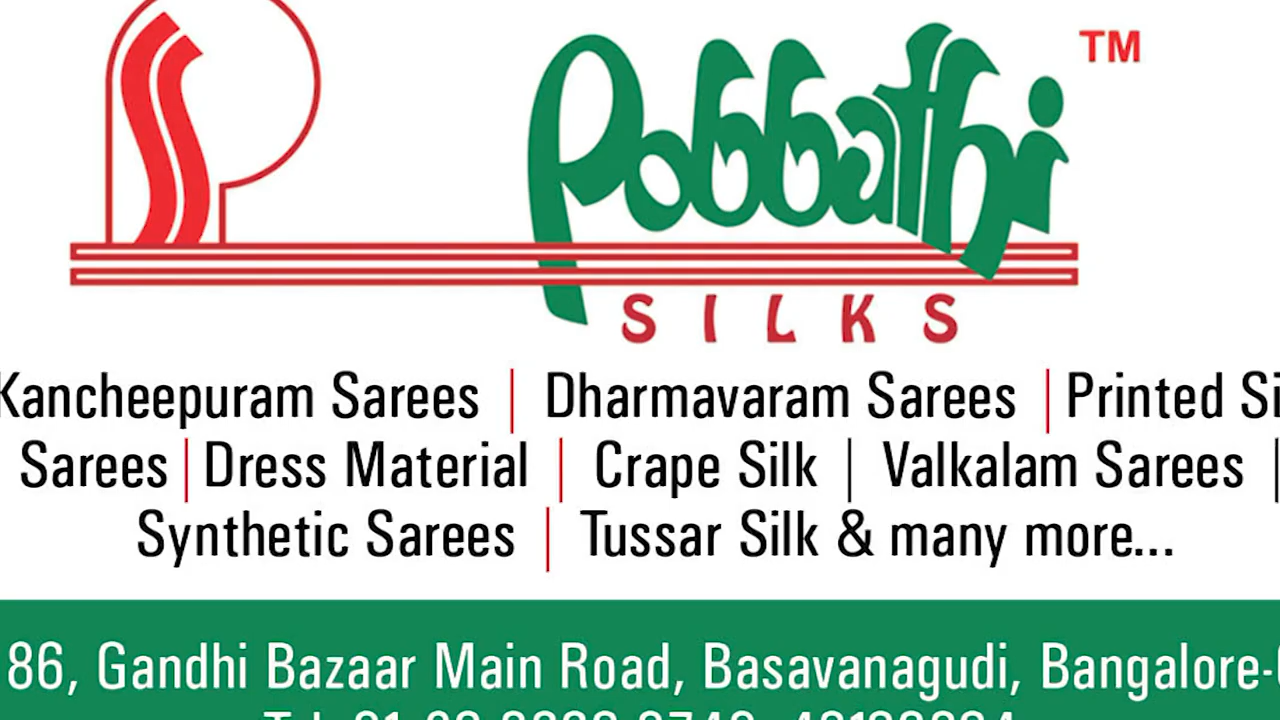 Pobbathi TM
SILKS
Kancheepuram Sarees | Dharmavaram Sarees | Printed
Sarees | Dress Material | Crape Silk | Valkalam Sarees |
Synthetic Sarees | Tussar Silk & many more...
86, Gandhi Bazaar Main Road, Basavanagudi, Bangalore-